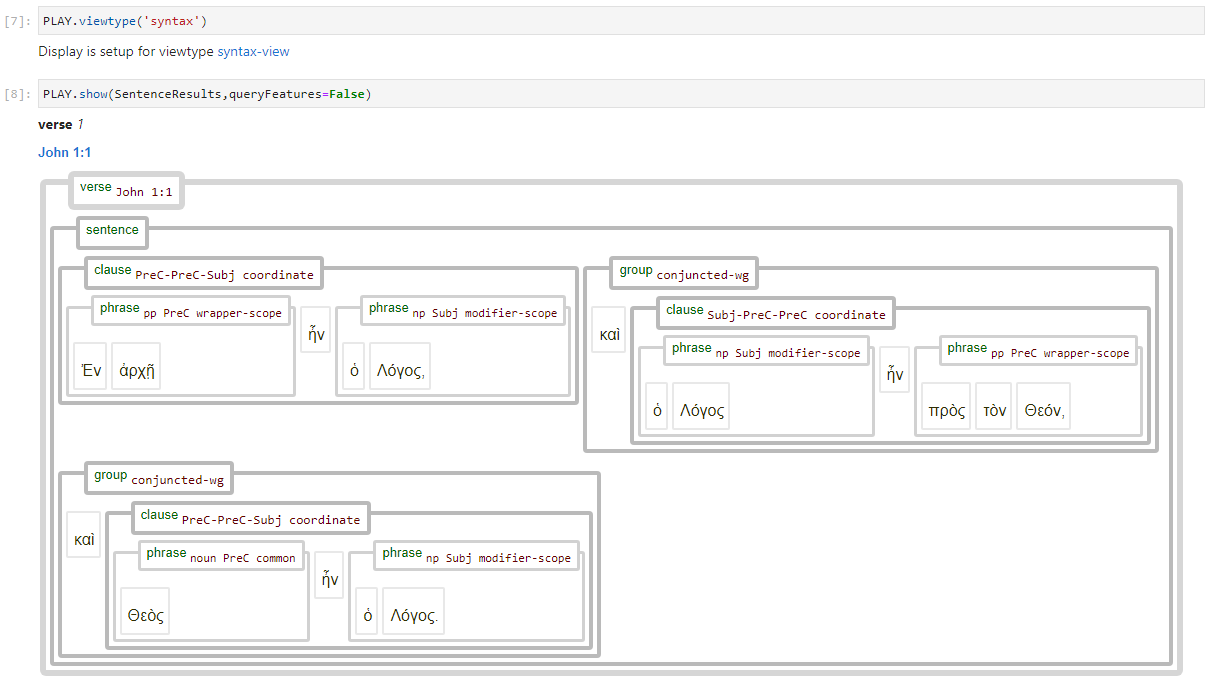 [7]: PLAY.viewtype('syntax')
Display is setup for viewtype syntax-view
[8]: PLAY.show(SentenceResults,queryFeatures=False)
verse 1
John 1:1
verse John 1:1
sentence
clause PreC-PreC-Subj coordinate
phrase pp PreC wrapper-scope
Ἐν ἀρχῇ
ἦν
phrase np Subj modifier-scope
ὁ Λόγος,
group conjuncted-wg
καὶ
clause Subj-PreC-PreC coordinate
phrase np Subj modifier-scope
ὁ Λόγος
ἦν
phrase pp PreC wrapper-scope
πρὸς τὸν Θεόν,
group conjuncted-wg
καὶ
clause PreC-PreC-Subj coordinate
phrase noun PreC common
Θεὸς
ἦν
phrase np Subj modifier-scope
ὁ Λόγος.